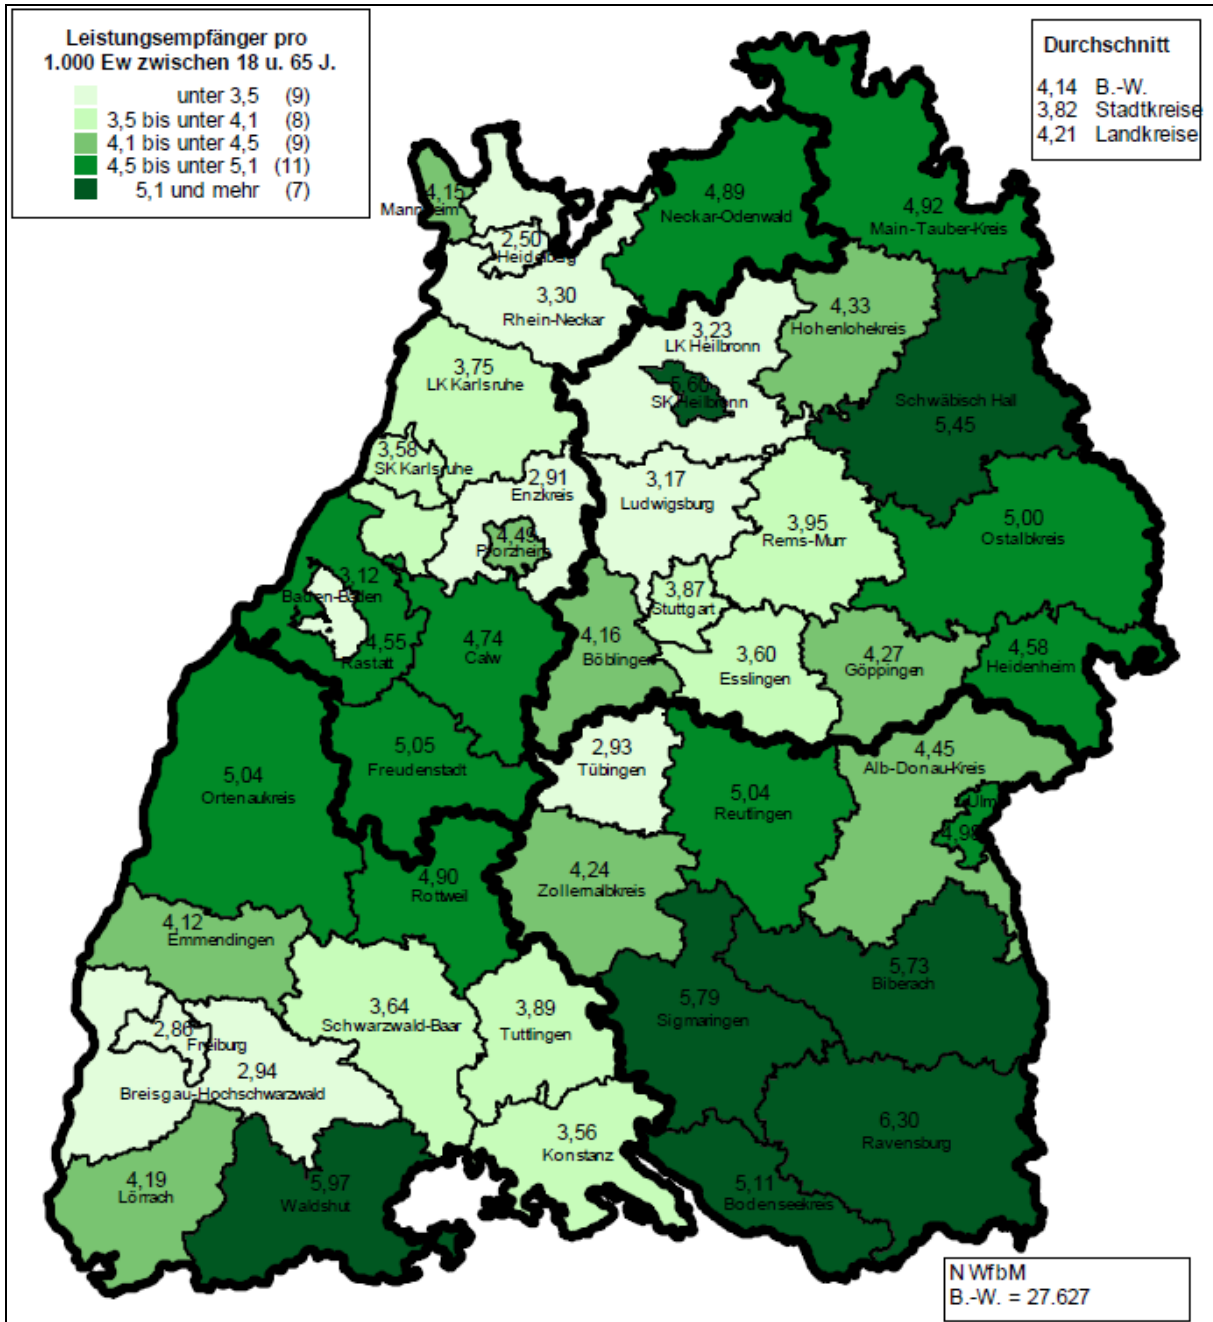 Leistungsempfänger pro
1.000 Ew zwischen 18 u. 65 J.
unter 3,5 (9)
3,5 bis unter 4,1 (8)
4,1 bis unter 4,5 (9)
4,5 bis unter 5,1 (11)
5,1 und mehr (7)
Durchschnitt
4,14 B.-W.
3,82 Stadtkreise
4,21 Landkreise
4,15
Mannheim
2,50
Heidelberg
3,30
Rhein-Neckar
4,89
Neckar-Odenwald
4,92
Main-Tauber-Kreis
4,33
Hohenlohekreis
3,23
LK Heilbronn
5,60
SK Heilbronn
Schwäbisch Hall
5,45
3,75
LK Karlsruhe
3,58
SK Karlsruhe
2,91
Enzkreis
4,49
Pforzheim
3,17
Ludwigsburg
3,95
Rems-Murr
5,00
Ostalbkreis
3,12
Baden-Baden
4,55
Rastatt
4,74
Calw
4,16
Böblingen
3,87
Stuttgart
3,60
Esslingen
4,27
Göppingen
4,58
Heidenheim
5,04
Ortenaukreis
5,05
Freudenstadt
2,93
Tübingen
5,04
Reutlingen
4,45
Alb-Donau-Kreis
Ulm
4,98
4,90
Rottweil
4,24
Zollernalbkreis
4,12
Emmendingen
3,64
Schwarzwald-Baar
3,89
Tuttlingen
5,79
Sigmaringen
5,73
Biberach
2,86
Freiburg
2,94
Breisgau-Hochschwarzwald
3,56
Konstanz
6,30
Ravensburg
4,19
Lörrach
5,97
Waldshut
5,11
Bodenseekreis
N WfbM
B.-W. = 27.627